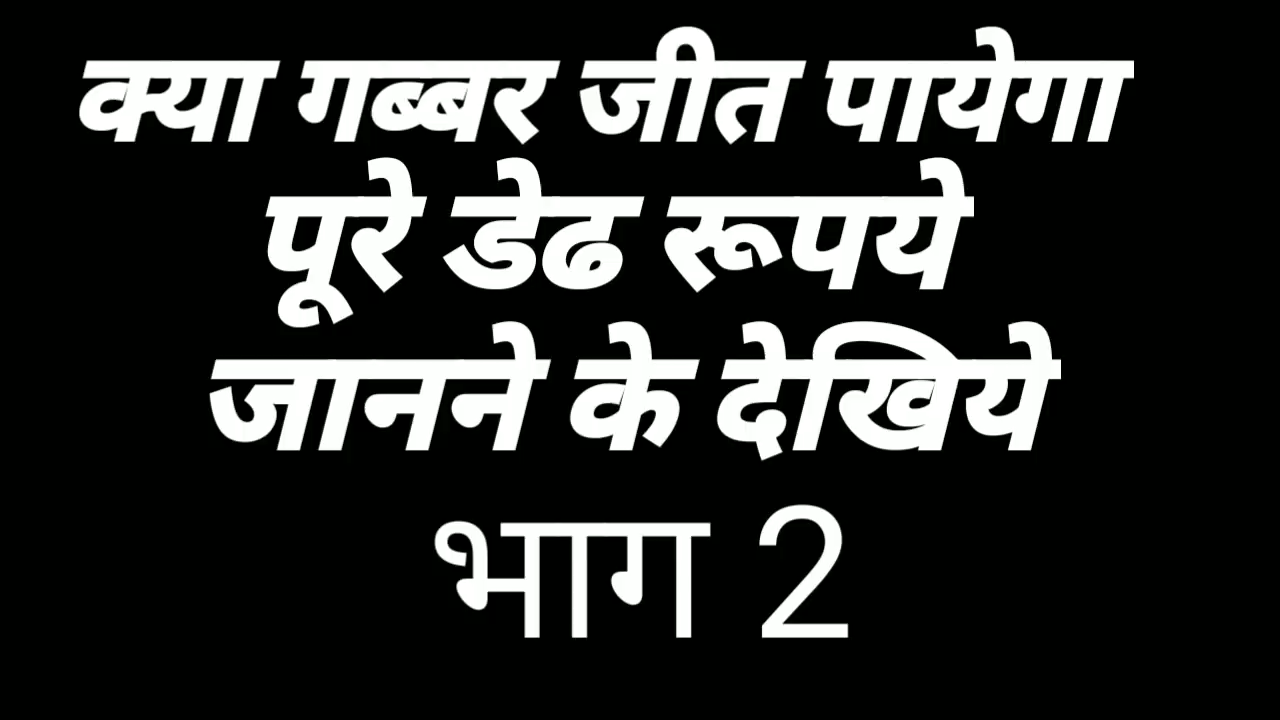 क्या गब्बर जीत पायेगा
पूरे डेढ रूपये
जानने के देखिये
भाग 2